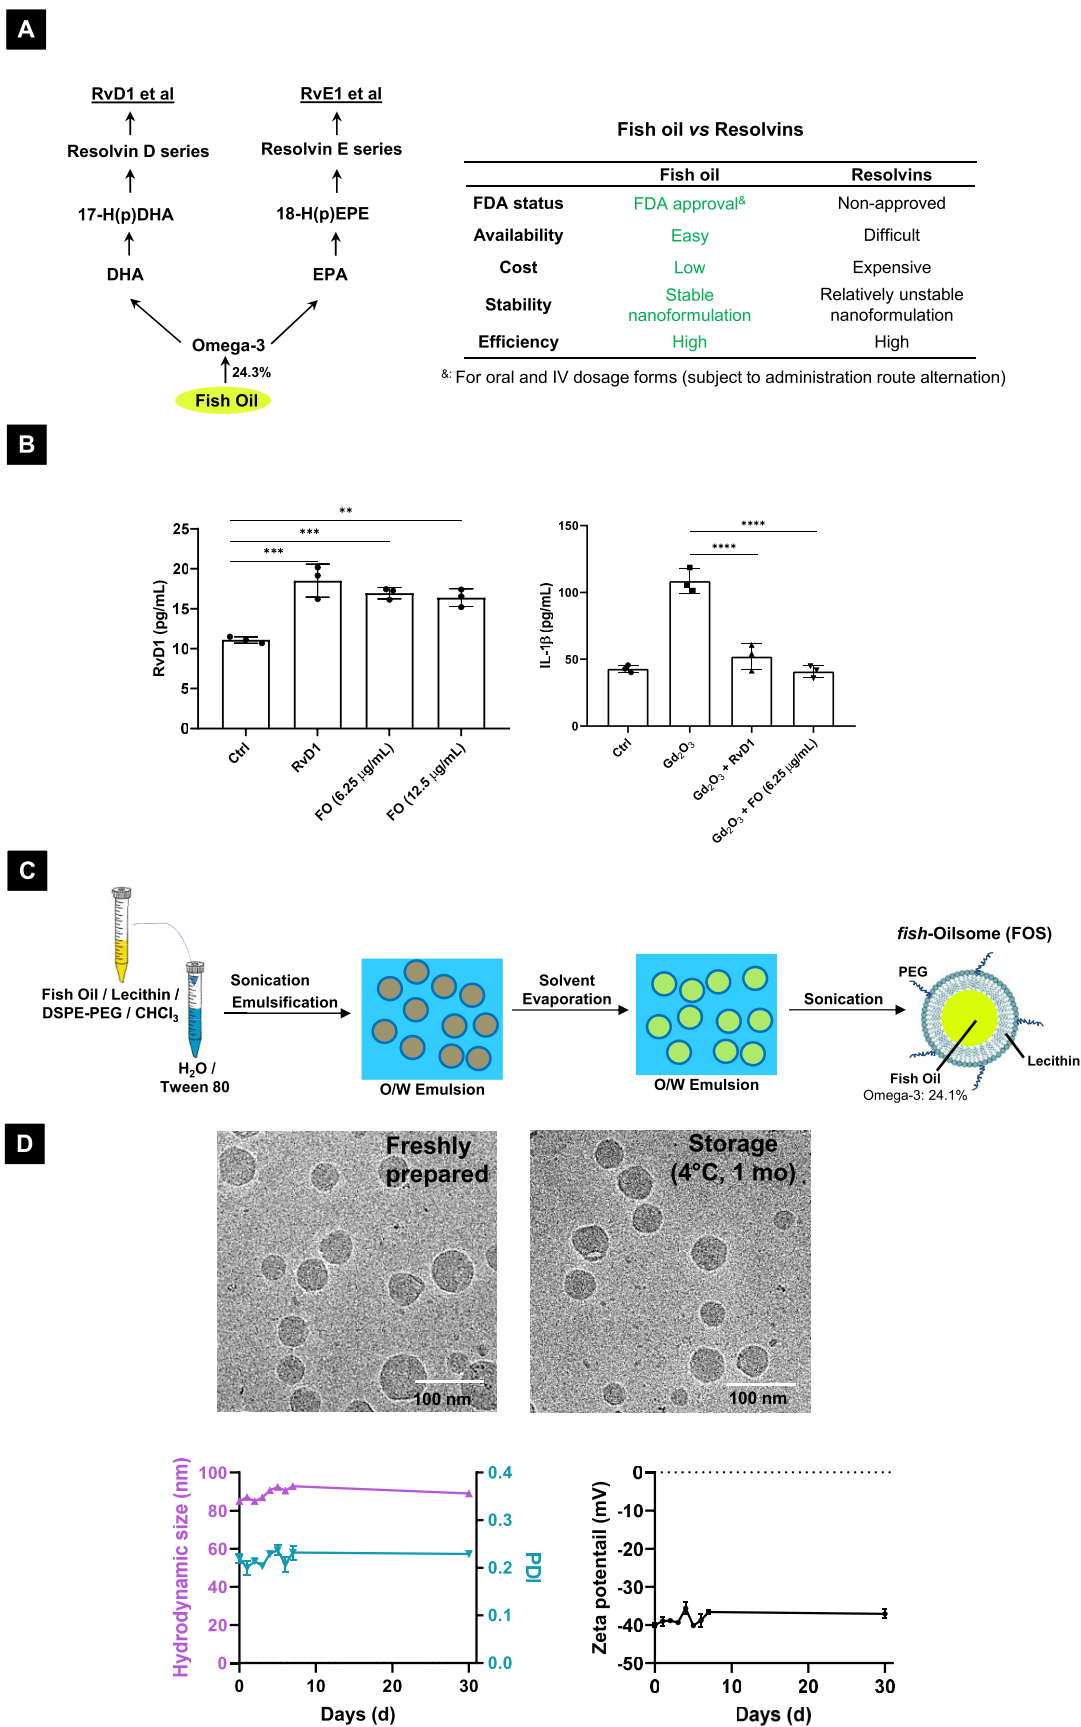 A
RvD1 et al
RvE1 et al
Resolvin D series
Resolvin E series
17-H(p)DHA
18-H(p)EPE
DHA
EPA
Omega-3
24.3%
Fish Oil
Fish oil vs Resolvins
Fish oil
Resolvins
FDA status
FDA approval&
Non-approved
Availability
Easy
Difficult
Cost
Low
Expensive
Stability
Stable
nanoformulation
Relatively unstable
nanoformulation
Efficiency
High
High
&: For oral and IV dosage forms (subject to administration route alternation)
B
RvD1 (pg/mL)
25
20
15
10
5
0
**
***
***
Ctrl
RvD1
FO (6.25 μg/mL)
FO (12.5 μg/mL)
IL-1β (pg/mL)
150
100
50
0
****
****
Ctrl
Gd₂O₃
Gd₂O₃ + RvD1
Gd₂O₃ + FO (6.25 μg/mL)
C
Fish Oil / Lecithin /
DSPE-PEG / CHCl₃
H₂O /
Tween 80
Sonication
Emulsification
O/W Emulsion
Solvent
Evaporation
O/W Emulsion
Sonication
fish-Oilsome (FOS)
PEG
Lecithin
Fish Oil
Omega-3: 24.1%
D
Freshly
prepared
100 nm
Storage
(4°C, 1 mo)
100 nm
Hydrodynamic size (nm)
100
80
60
40
20
0
0.4
0.3
0.2
0.1
0.0
PDI
0
10
20
30
Days (d)
Zeta potentail (mV)
0
-10
-20
-30
-40
-50
0
10
20
30
Days (d)